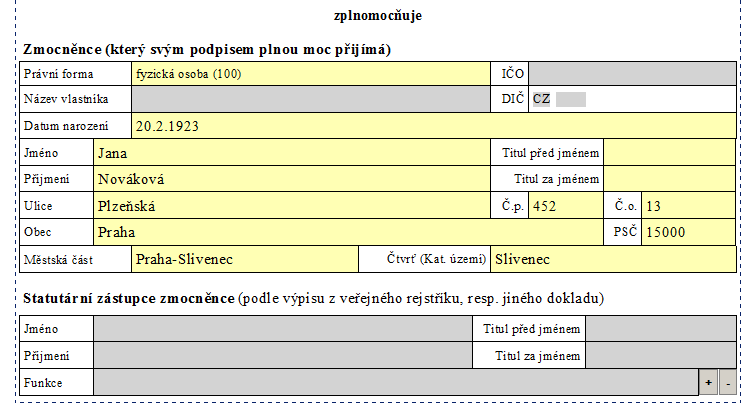 zplnomocňuje
Zmocněnce (který svým podpisem plnou moc přijímá)
Právní forma fyzická osoba (100) IČO
Název vlastnika DIČ CZ
Datum narození 20.2.1923
Jméno Jana Titul před jménem
Přijmení Nováková Titul za jménem
Ulice Plzeňská Č.p. 452 Č.o. 13
Obec Praha PSČ 15000
Městská část Praha-Slivenec Čtvrť (Kat. území) Slivenec
Statutární zástupce zmocněnce (podle výpisu z veřejného rejstříku, resp. jiného dokladu)
Jméno Titul před jménem
Přijmení Titul za jménem
Funkce + -